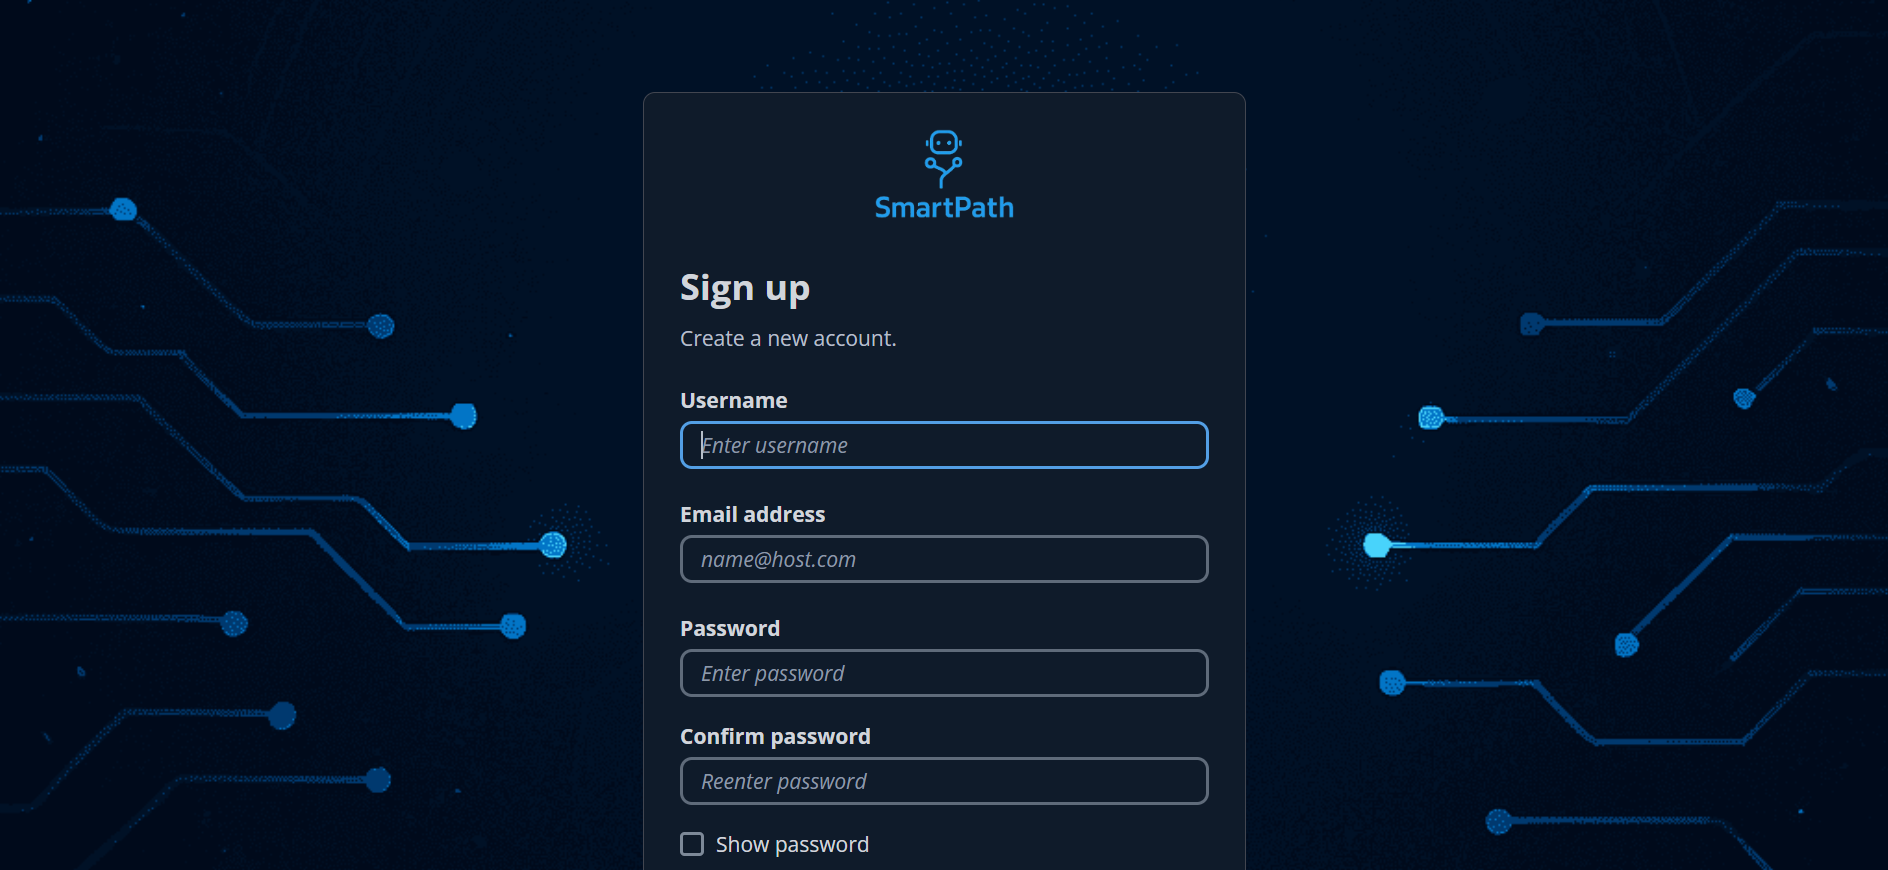 SmartPath
Sign up
Create a new account.
Username
Enter username
Email address
name@host.com
Password
Enter password
Confirm password
Reenter password
Show password